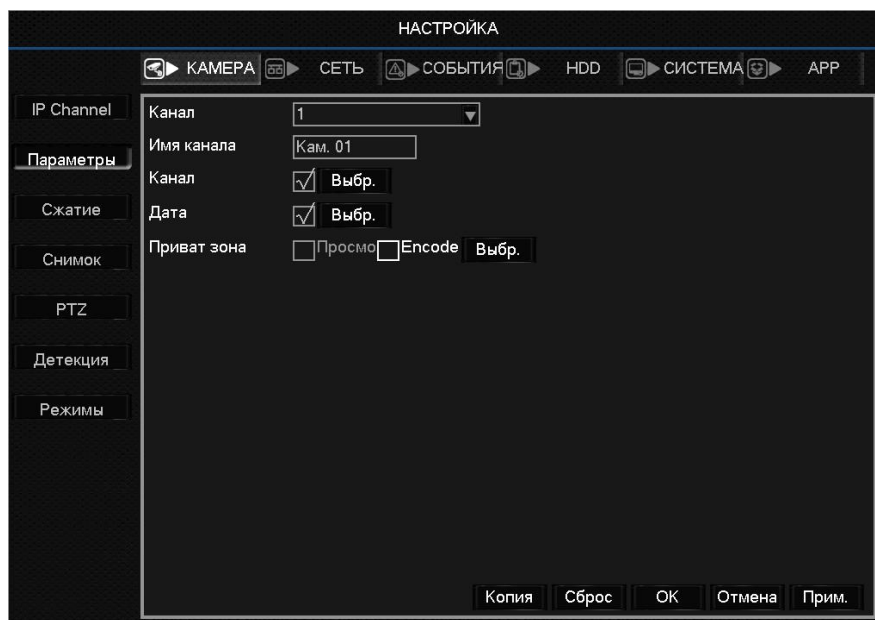 НАСТРОЙКА
КАМЕРА СЕТЬ СОБЫТИЯ HDD СИСТЕМА APP
IP Channel
Параметры
Сжатие
Снимок
PTZ
Детекция
Режимы
Канал 1
Имя канала Кам. 01
Канал Выбр.
Дата Выбр.
Приват зона Просмо Encode Выбр.
Копия Сброс OK Отмена Прим.